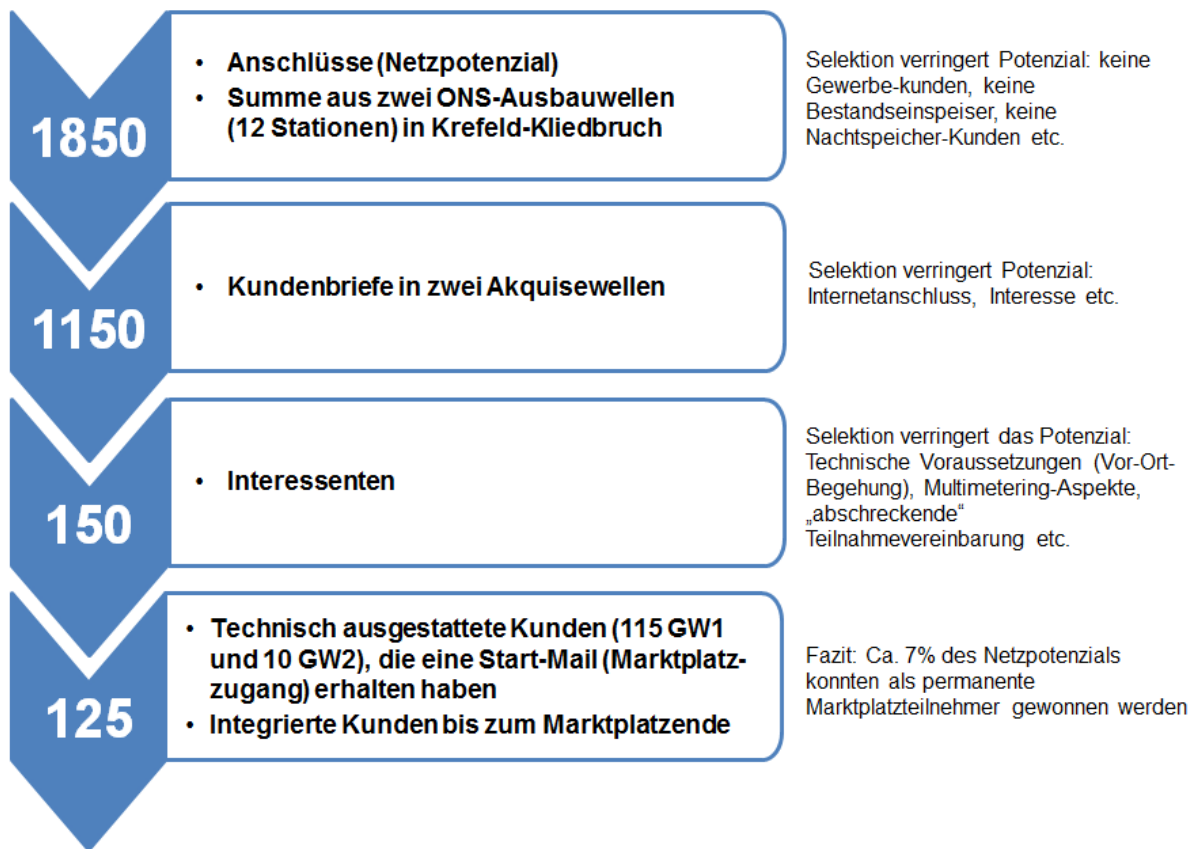 1850
• Anschlüsse (Netzpotenzial)
• Summe aus zwei ONS-Ausbauwellen
(12 Stationen) in Krefeld-Kliedbruch
Selektion verringert Potenzial: keine
Gewerbe-kunden, keine
Bestandseinspeiser, keine
Nachtspeicher-Kunden etc.
1150
• Kundenbriefe in zwei Akquisewellen
Selektion verringert Potenzial:
Internetanschluss, Interesse etc.
150
• Interessenten
Selektion verringert das Potenzial:
Technische Voraussetzungen (Vor-Ort-
Begehung), Multimetering-Aspekte,
„abschreckende“
Teilnahmevereinbarung etc.
125
• Technisch ausgestattete Kunden (115 GW1
und 10 GW2), die eine Start-Mail (Marktplatz-
zugang) erhalten haben
• Integrierte Kunden bis zum Marktplatzende
Fazit: Ca. 7% des Netzpotenzials
konnten als permanente
Marktplatzteilnehmer gewonnen werden